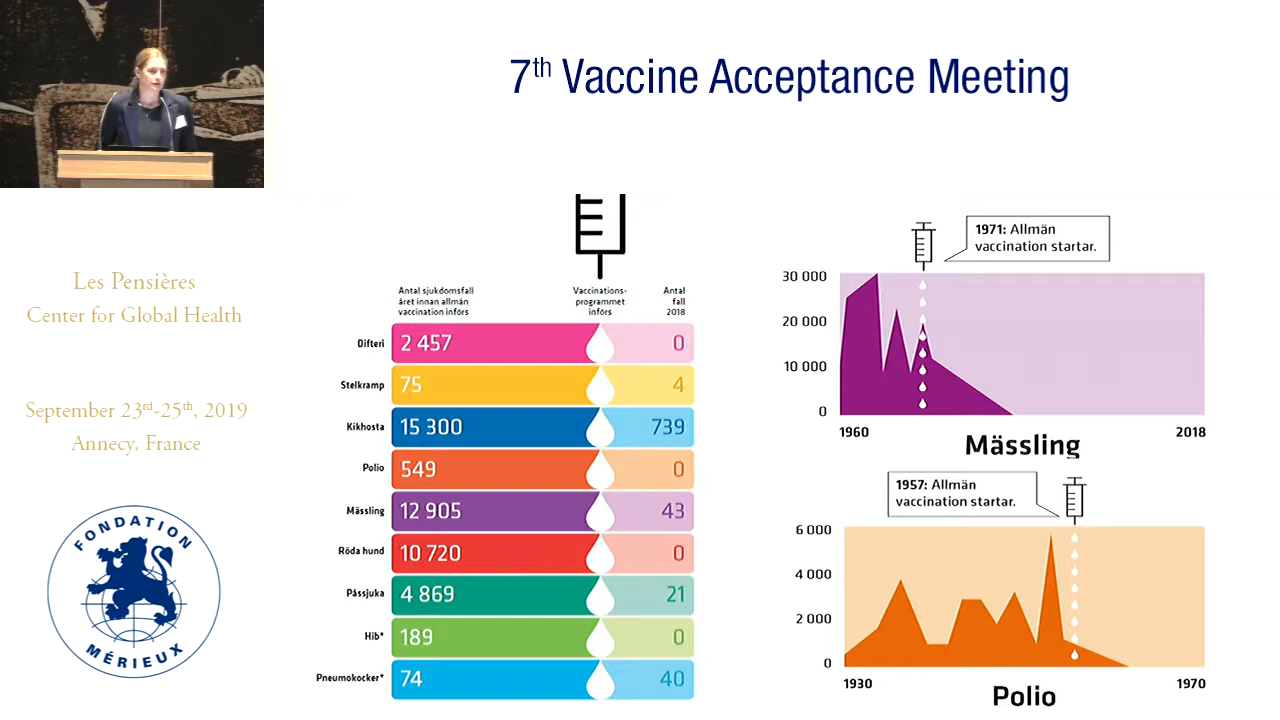 7th Vaccine Acceptance Meeting
Les Pensières
Center for Global Health
September 23rd-25th, 2019
Annecy, France
FONDATION
MÉRIEUX
Antal sjukdomsfall
året innan allmän
vaccination införs
Vaccinations-
programmet
införs
Antal
fall
2018
Difteri 2 457 0
Stelkramp 75 4
Kikhosta 15 300 739
Polio 549 0
Mässling 12 905 43
Röda hund 10 720 0
Påssjuka 4 869 21
Hib* 189 0
Pneumokocker* 74 40
1971: Allmän
vaccination startar.
30 000
20 000
10 000
0
1960 2018
Mässling
1957: Allmän
vaccination startar.
6 000
4 000
2 000
0
1930 1970
Polio